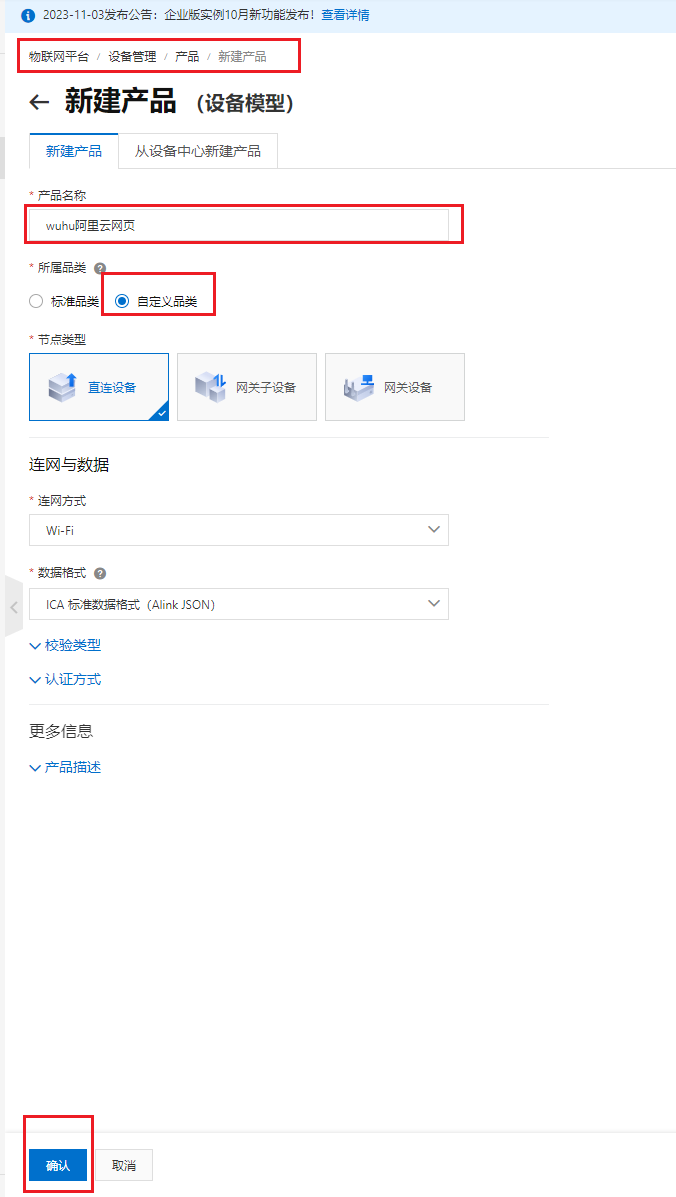 2023-11-03发布公告：企业版实例10月新功能发布！查看详情
物联网平台 / 设备管理 / 产品 / 新建产品
← 新建产品 （设备模型）
新建产品 从设备中心新建产品
* 产品名称
wuhu阿里云网页
* 所属品类 ?
标准品类 自定义品类
* 节点类型
直连设备 网关子设备 网关设备
连网与数据
* 连网方式
Wi-Fi
* 数据格式 ?
ICA 标准数据格式（Alink JSON）
校验类型
认证方式
更多信息
产品描述
确认 取消